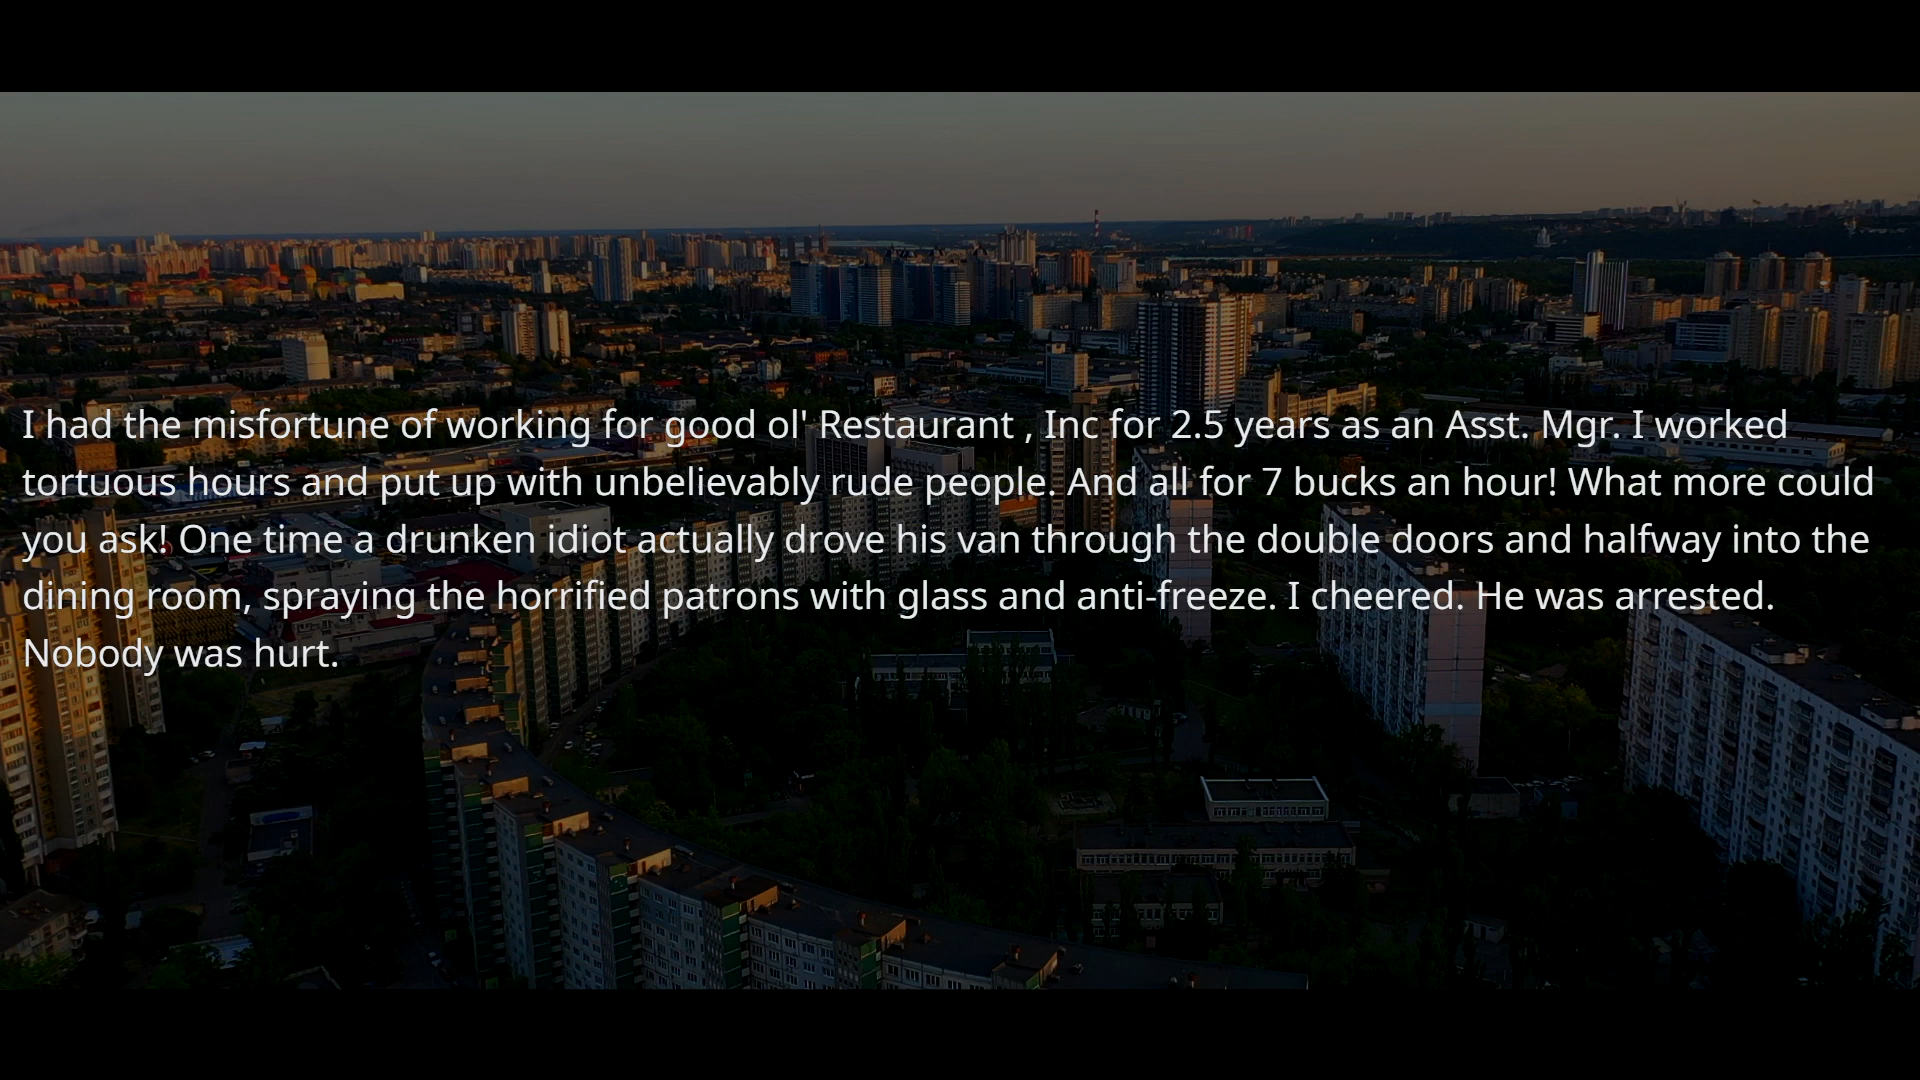 I had the misfortune of working for good ol' Restaurant , Inc for 2.5 years as an Asst. Mgr. I worked
tortuous hours and put up with unbelievably rude people. And all for 7 bucks an hour! What more could
you ask! One time a drunken idiot actually drove his van through the double doors and halfway into the
dining room, spraying the horrified patrons with glass and anti-freeze. I cheered. He was arrested.
Nobody was hurt.